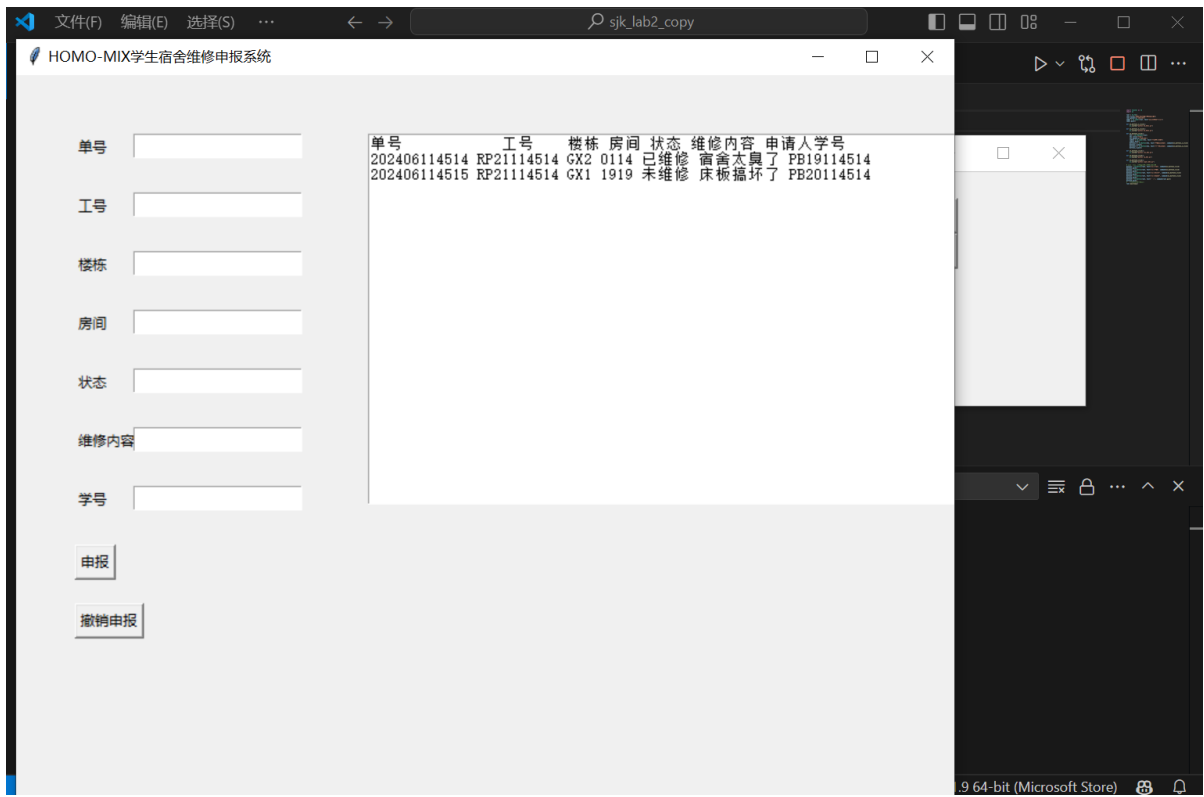 文件(F) 编辑(E) 选择(S) ··· sjk_lab2_copy
HOMO-MIX学生宿舍维修申报系统
单号
工号
楼栋
房间
状态
维修内容
学号
申报
撤销申报
单号 工号 楼栋 房间 状态 维修内容 申请人学号
202406114514 RP21114514 GX2 0114 已维修 宿舍太臭了 PB19114514
202406114515 RP21114514 GX1 1919 未维修 床板搞坏了 PB20114514
.9 64-bit (Microsoft Store)